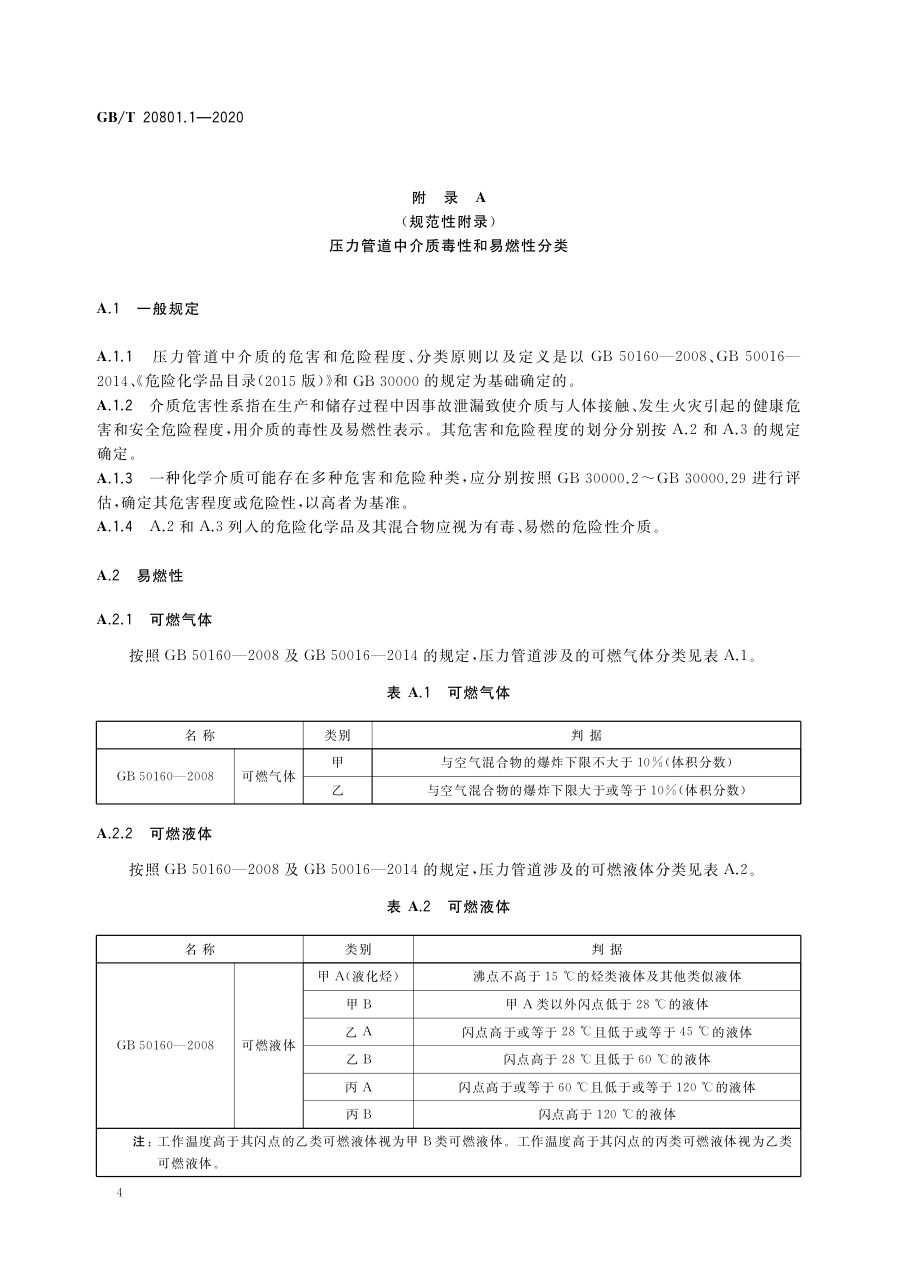 GB/T 20801.1—2020
附 录 A
（规范性附录）
压力管道中介质毒性和易燃性分类
A.1 一般规定
A.1.1 压力管道中介质的危害和危险程度、分类原则以及定义是以 GB 50160—2008、GB 50016—
2014、《危险化学品目录(2015 版)》和 GB 30000 的规定为基础确定的。
A.1.2 介质危害性系指在生产和储存过程中因事故泄漏致使介质与人体接触、发生火灾引起的健康危
害和安全危险程度,用介质的毒性及易燃性表示。其危害和危险程度的划分分别按 A.2 和 A.3 的规定
确定。
A.1.3 一种化学介质可能存在多种危害和危险种类,应分别按照 GB 30000.2～GB 30000.29 进行评
估,确定其危害程度或危险性,以高者为基准。
A.1.4 A.2 和 A.3 列入的危险化学品及其混合物应视为有毒、易燃的危险性介质。
A.2 易燃性
A.2.1 可燃气体
按照 GB 50160—2008 及 GB 50016—2014 的规定,压力管道涉及的可燃气体分类见表 A.1。
表 A.1 可燃气体
名 称 类别 判 据
GB 50160—2008 可燃气体 甲 与空气混合物的爆炸下限不大于 10%(体积分数)
乙 与空气混合物的爆炸下限大于或等于 10%(体积分数)
A.2.2 可燃液体
按照 GB 50160—2008 及 GB 50016—2014 的规定,压力管道涉及的可燃液体分类见表 A.2。
表 A.2 可燃液体
名 称 类别 判 据
GB 50160—2008 可燃液体 甲 A(液化烃) 沸点不高于 15 ℃的烃类液体及其他类似液体
甲 B 甲 A 类以外闪点低于 28 ℃的液体
乙 A 闪点高于或等于 28 ℃且低于或等于 45 ℃的液体
乙 B 闪点高于 28 ℃且低于 60 ℃的液体
丙 A 闪点高于或等于 60 ℃且低于或等于 120 ℃的液体
丙 B 闪点高于 120 ℃的液体
注：工作温度高于其闪点的乙类可燃液体视为甲 B 类可燃液体。工作温度高于其闪点的丙类可燃液体视为乙类
可燃液体。
4